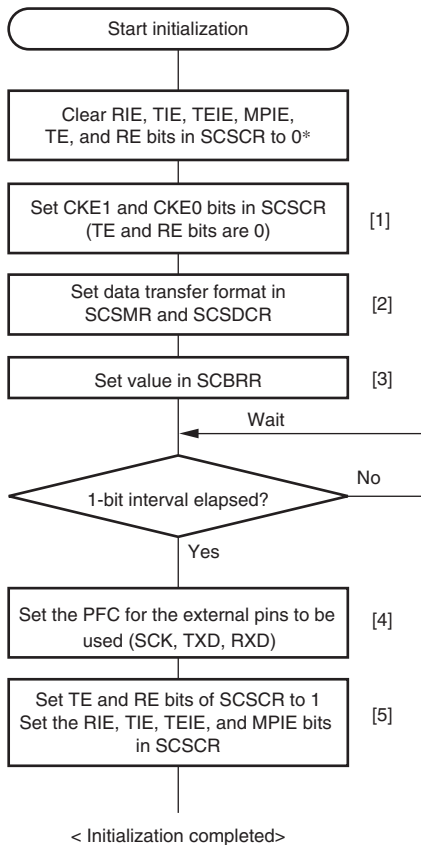 Start initialization
Clear RIE, TIE, TEIE, MPIE,
TE, and RE bits in SCSCR to 0*
Set CKE1 and CKE0 bits in SCSCR
(TE and RE bits are 0)
[1]
Set data transfer format in
SCSMR and SCSDCR
[2]
Set value in SCBRR
[3]
Wait
1-bit interval elapsed?
No
Yes
Set the PFC for the external pins to be
used (SCK, TXD, RXD)
[4]
Set TE and RE bits of SCSCR to 1
Set the RIE, TIE, TEIE, and MPIE bits
in SCSCR
[5]
< Initialization completed>